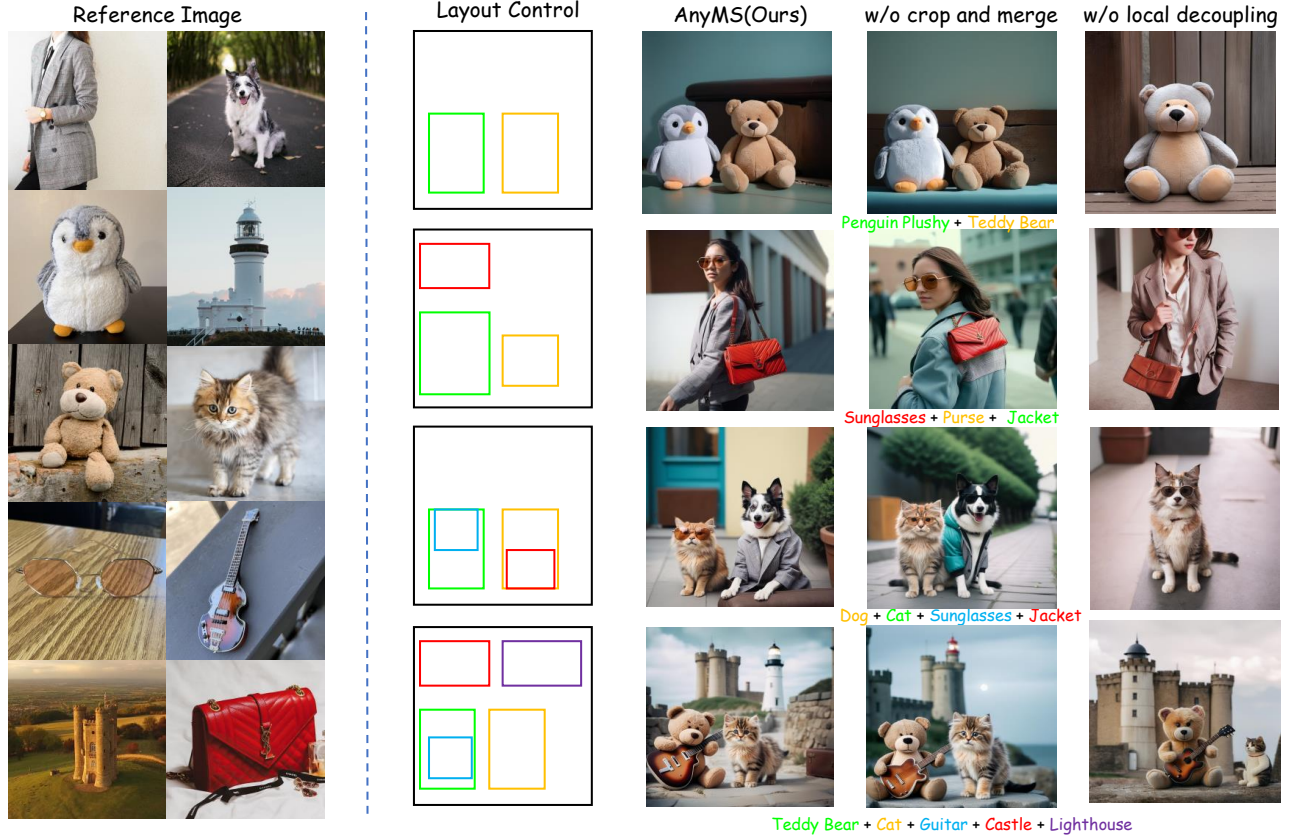 Reference Image
Layout Control
AnyMS(Ours)
w/o crop and merge
w/o local decoupling
Penguin Plushy + Teddy Bear
Sunglasses + Purse + Jacket
Dog + Cat + Sunglasses + Jacket
Teddy Bear + Cat + Guitar + Castle + Lighthouse